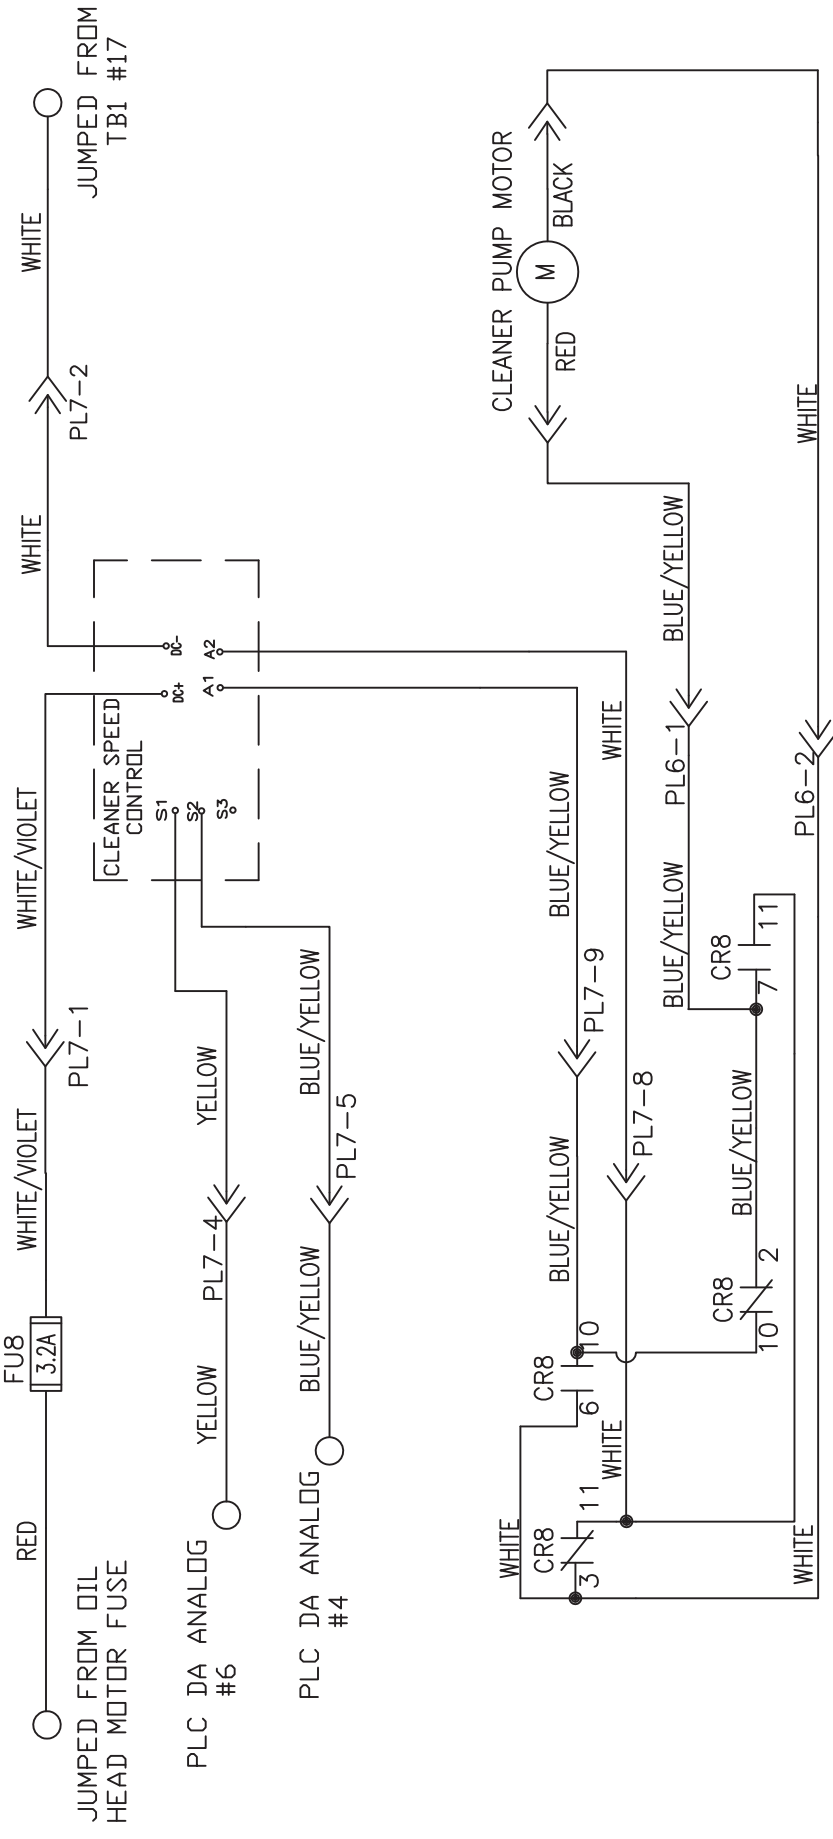 JUMPED FROM OIL
HEAD MOTOR FUSE
RED
FU8
3.2A
WHITE/VIOLET
PL7-1
WHITE/VIOLET
WHITE
PL7-2
WHITE
JUMPED FROM
TB1 #17
CLEANER SPEED
CONTROL
S1
S2
S3
DC+
DC-
A1
A2
PLC DA ANALOG
#6
YELLOW
PL7-4
YELLOW
PLC DA ANALOG
#4
BLUE/YELLOW
PL7-5
BLUE/YELLOW
CLEANER PUMP MOTOR
RED
M
BLACK
WHITE
CR8
3
11
WHITE
CR8
6
10
BLUE/YELLOW
PL7-9
BLUE/YELLOW
WHITE
PL7-8
WHITE
BLUE/YELLOW
PL6-1
BLUE/YELLOW
CR8
10
2
BLUE/YELLOW
CR8
7
11
WHITE
PL6-2
WHITE